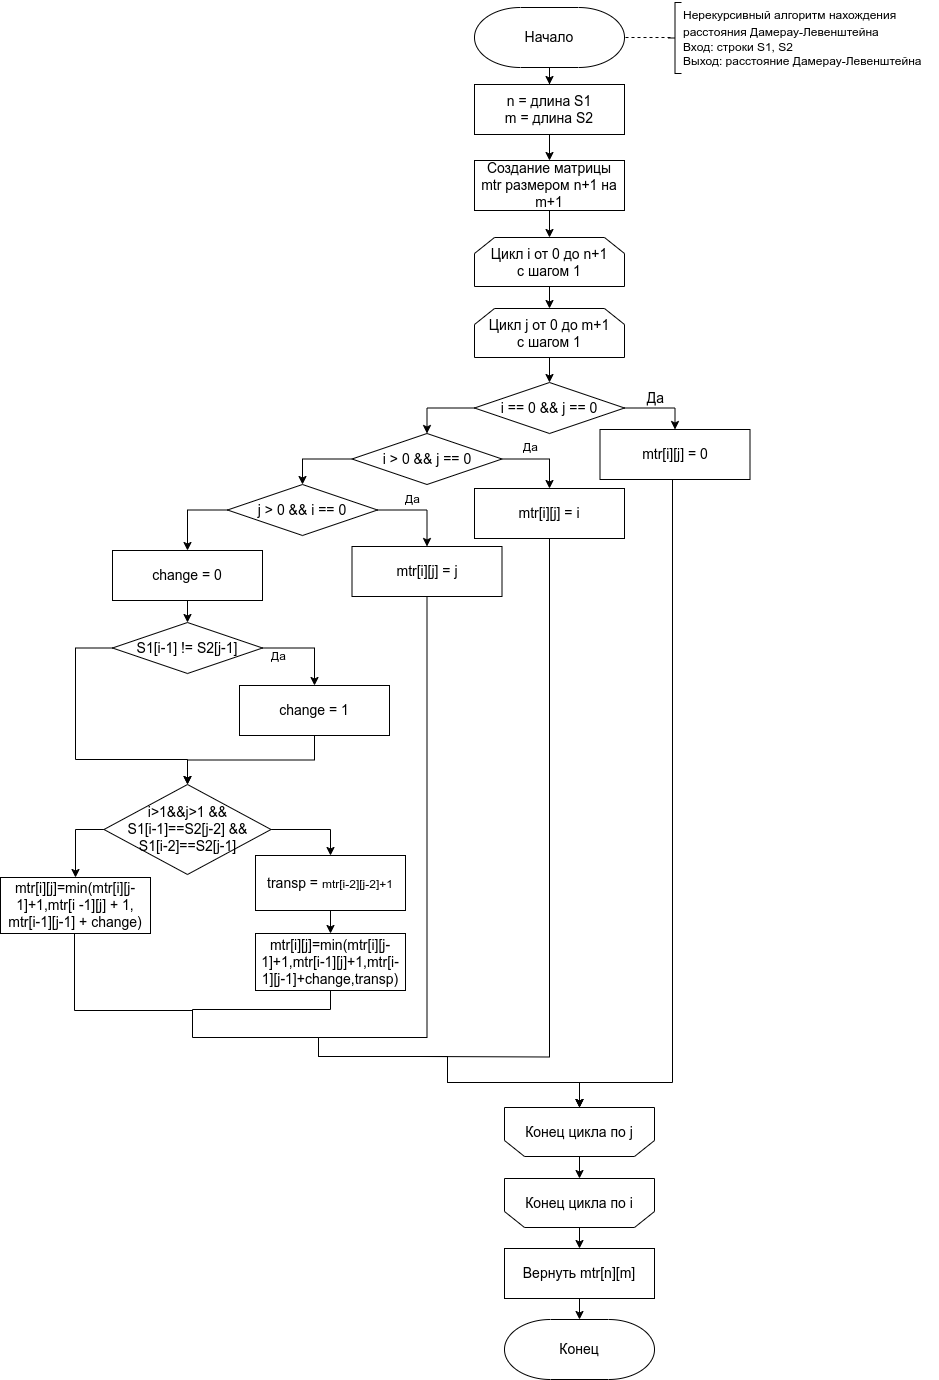 Начало
Нерекурсивный алгоритм нахождения
расстояния Дамерау-Левенштейна
Вход: строки S1, S2
Выход: расстояние Дамерау-Левенштейна
n = длина S1
m = длина S2
Создание матрицы
mtr размером n+1 на
m+1
Цикл i от 0 до n+1
с шагом 1
Цикл j от 0 до m+1
с шагом 1
i == 0 && j == 0
Да
mtr[i][j] = 0
i > 0 && j == 0
Да
mtr[i][j] = i
j > 0 && i == 0
Да
mtr[i][j] = j
change = 0
S1[i-1] != S2[j-1]
Да
change = 1
i>1&&j>1 &&
S1[i-1]==S2[j-2] &&
S1[i-2]==S2[j-1]
transp = mtr[i-2][j-2]+1
mtr[i][j]=min(mtr[i][j-
1]+1,mtr[i -1][j] + 1,
mtr[i-1][j-1] + change)
mtr[i][j]=min(mtr[i][j-
1]+1,mtr[i-1][j]+1,mtr[i-
1][j-1]+change,transp)
Конец цикла по j
Конец цикла по i
Вернуть mtr[n][m]
Конец